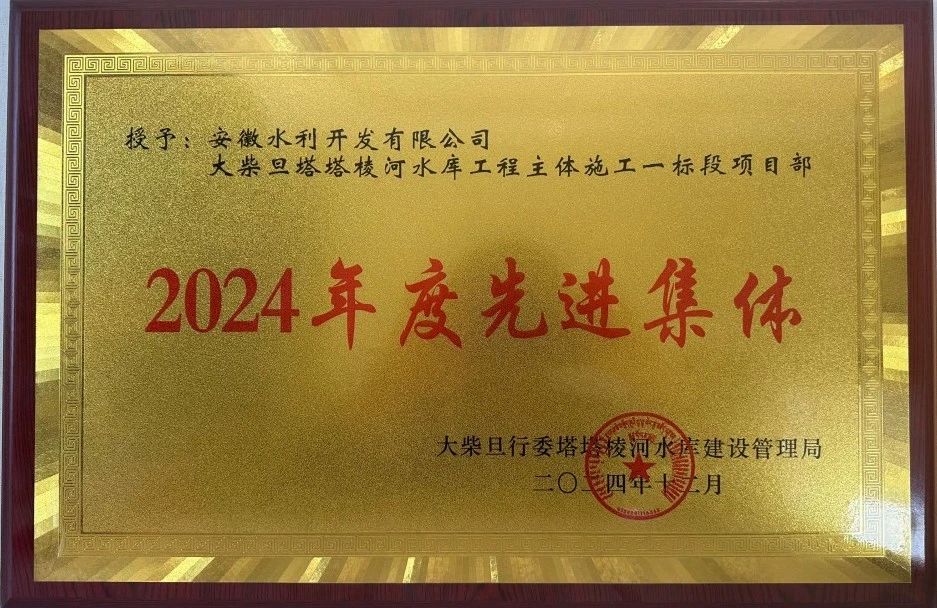 授予：安徽水利开发有限公司
大柴旦塔塔棱河水库工程主体施工一标段项目部
2024年度先进集体
大柴旦行委塔塔棱河水库建设管理局
二〇二四年十二月